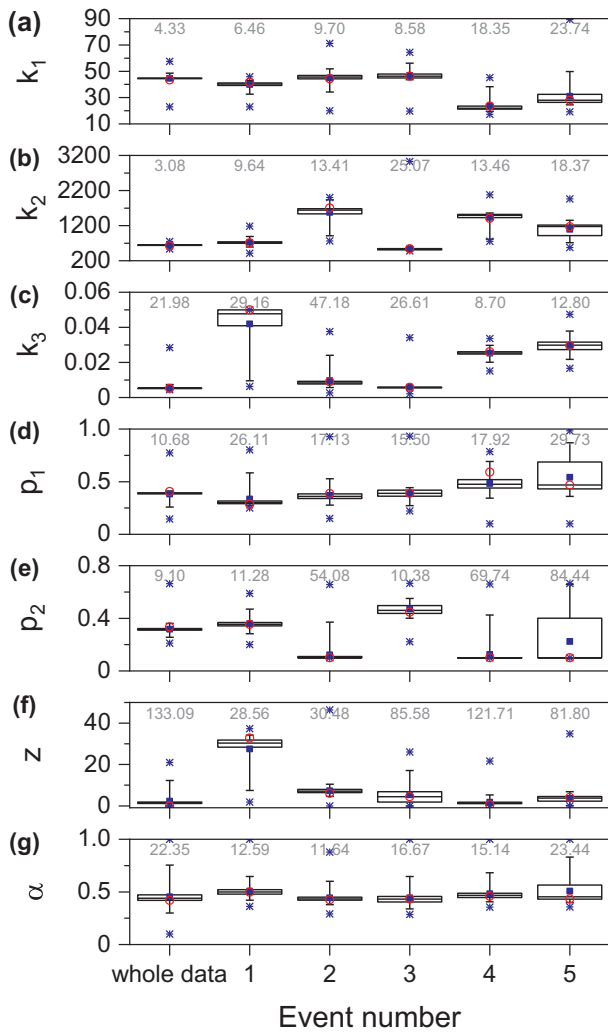 (a)
k1
90
70
50
30
10
4.33 6.46 9.70 8.58 18.35 23.74
(b)
k2
3200
2200
1200
200
3.08 9.64 13.41 25.07 13.46 18.37
(c)
k3
0.06
0.04
0.02
0
21.98 29.16 47.18 26.61 8.70 12.80
(d)
p1
1.0
0.5
0
10.68 26.11 17.13 15.50 17.92 29.73
(e)
p2
0.8
0.4
0
9.10 11.28 54.08 10.38 69.74 84.44
(f)
z
40
20
0
133.09 28.56 30.48 85.58 121.71 81.80
(g)
α
1.0
0.5
0
22.35 12.59 11.64 16.67 15.14 23.44
whole data 1 2 3 4 5
Event number